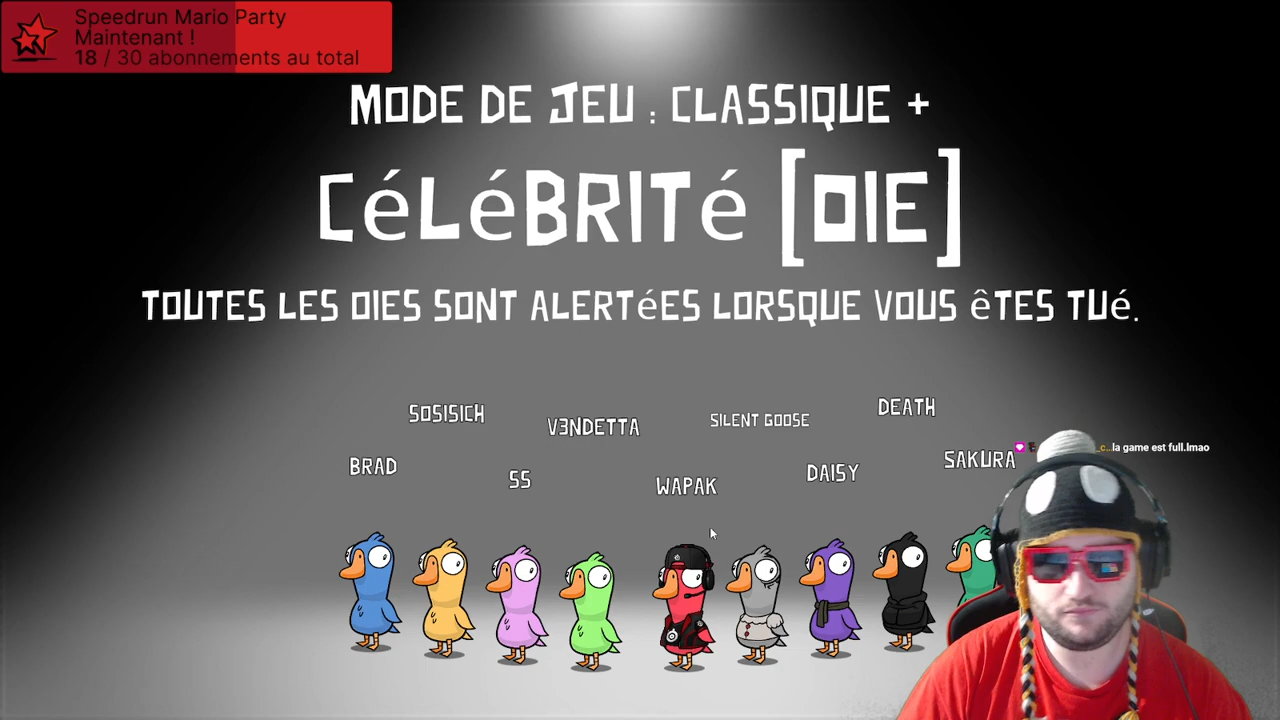 Speedrun Mario Party
Maintenant !
18 / 30 abonnements au total
MODE DE JEU : CLASSIQUE +
CéLéBRITé [OIE]
TOUTES LES OIES SONT ALERTéES LORSQUE VOUS êTES TUé.
SOSISICH
V3NDETTA
SILENT GOOSE
DEATH
BRAD
SS
WAPAK
DAISY
SAKURA
la game est full.lmao